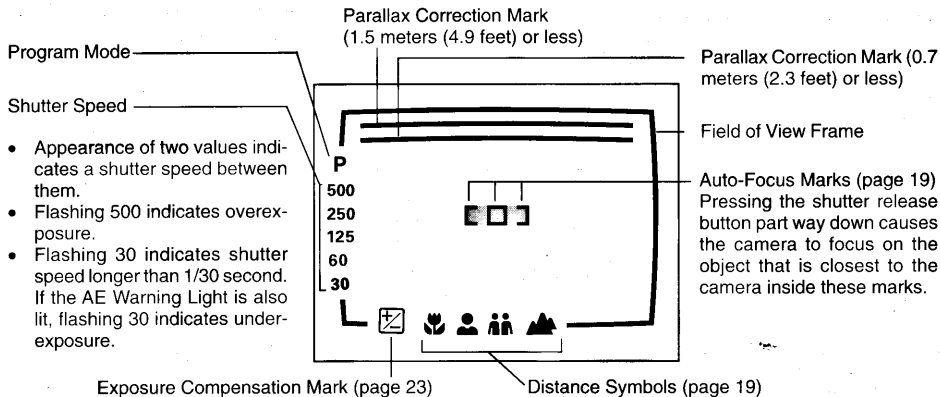 Parallax Correction Mark
(1.5 meters (4.9 feet) or less)
Program Mode
Parallax Correction Mark (0.7
meters (2.3 feet) or less)
Shutter Speed
Field of View Frame
• Appearance of two values indi-
cates a shutter speed between
them.
• Flashing 500 indicates overex-
posure.
• Flashing 30 indicates shutter
speed longer than 1/30 second.
If the AE Warning Light is also
lit, flashing 30 indicates under-
exposure.
P
500
250
125
60
30
Auto-Focus Marks (page 19)
Pressing the shutter release
button part way down causes
the camera to focus on the
object that is closest to the
camera inside these marks.
Exposure Compensation Mark (page 23)
Distance Symbols (page 19)